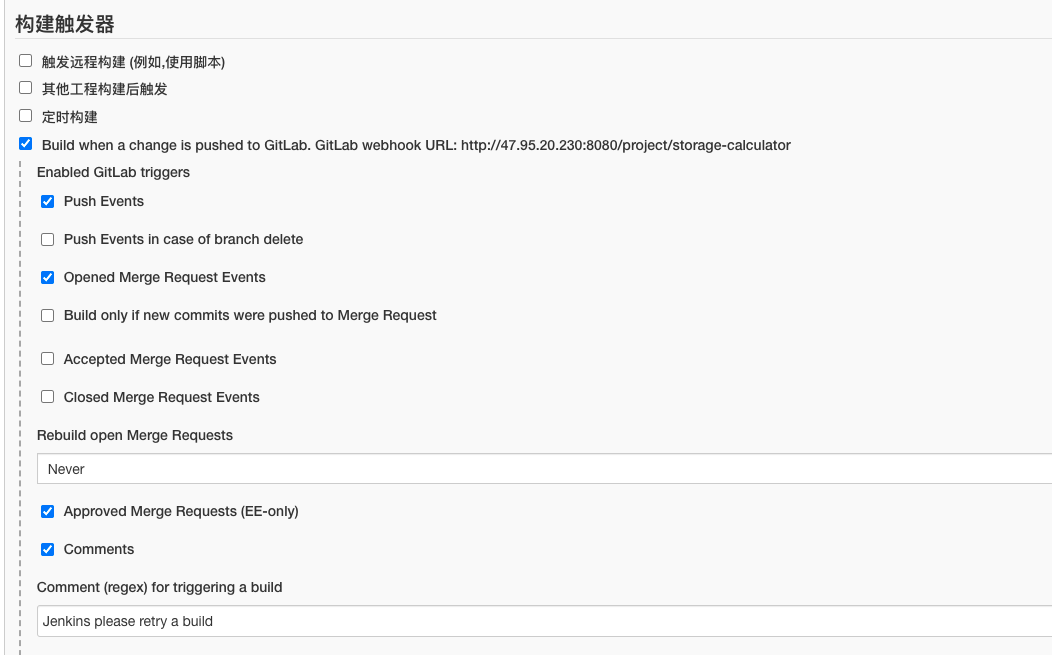 构建触发器
触发远程构建 (例如,使用脚本)
其他工程构建后触发
定时构建
Build when a change is pushed to GitLab. GitLab webhook URL: http://47.95.20.230:8080/project/storage-calculator
Enabled GitLab triggers
Push Events
Push Events in case of branch delete
Opened Merge Request Events
Build only if new commits were pushed to Merge Request
Accepted Merge Request Events
Closed Merge Request Events
Rebuild open Merge Requests
Never
Approved Merge Requests (EE-only)
Comments
Comment (regex) for triggering a build
Jenkins please retry a build